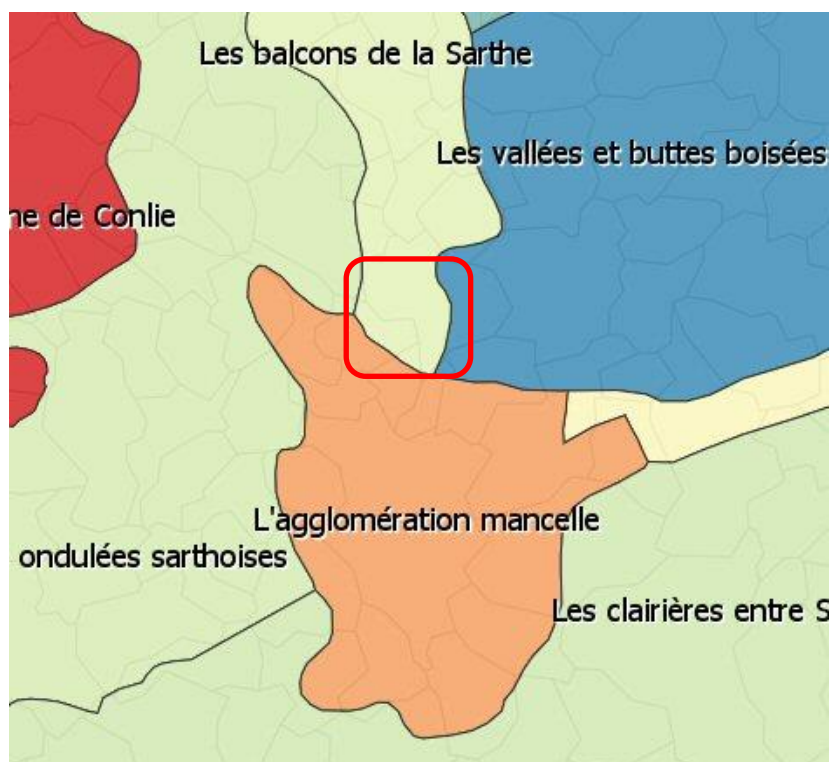 Les balcons de la Sarthe
Les vallées et buttes boisées
ne de Conlie
L'agglomération mancelle
ondulées sarthoises
Les clairières entre S